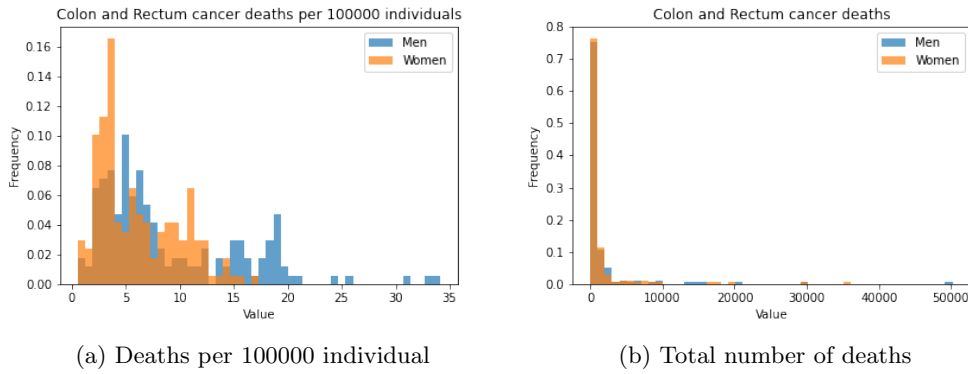 Colon and Rectum cancer deaths per 100000 individuals
Men
Women
0.16
0.14
0.12
0.10
0.08
0.06
0.04
0.02
0.00
Frequency
0
5
10
15
20
25
30
35
Value
(a) Deaths per 100000 individual
Colon and Rectum cancer deaths
Men
Women
0.8
0.7
0.6
0.5
0.4
0.3
0.2
0.1
0.0
Frequency
0
10000
20000
30000
40000
50000
Value
(b) Total number of deaths